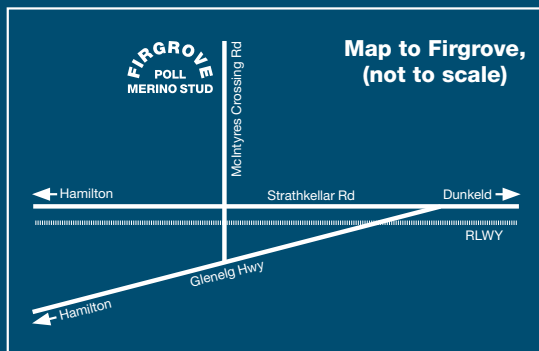 FIRGROVE
POLL
MERINO STUD
McIntyres Crossing Rd
Map to Firgrove,
(not to scale)
Hamilton
Strathkellar Rd
Dunkeld
RLWY
Glenelg Hwy
Hamilton